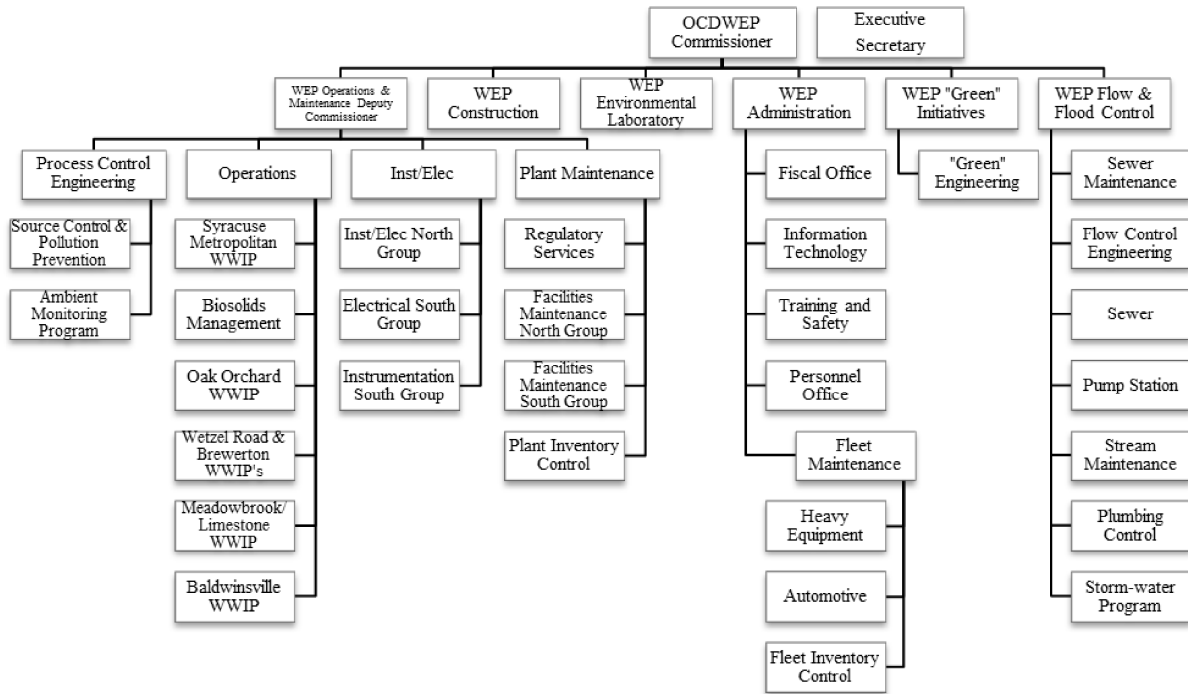 OCDWEP
Commissioner
Executive
Secretary
WEP Operations &
Maintenance Deputy
Commissioner
WEP
Construction
WEP
Environmental
Laboratory
WEP
Administration
WEP "Green"
Initiatives
WEP Flow &
Flood Control
Process Control
Engineering
Source Control &
Pollution
Prevention
Ambient
Monitoring
Program
Operations
Syracuse
Metropolitan
WWIP
Biosolids
Management
Oak Orchard
WWIP
Wetzel Road &
Brewerton
WWIP's
Meadowbrook/
Limestone
WWIP
Baldwinsville
WWIP
Inst/Elec
Inst/Elec North
Group
Electrical South
Group
Instrumentation
South Group
Plant Maintenance
Regulatory
Services
Facilities
Maintenance
North Group
Facilities
Maintenance
South Group
Plant Inventory
Control
Fiscal Office
Information
Technology
Training and
Safety
Personnel
Office
Fleet
Maintenance
Heavy
Equipment
Automotive
Fleet Inventory
Control
"Green"
Engineering
Sewer
Maintenance
Flow Control
Engineering
Sewer
Pump Station
Stream
Maintenance
Plumbing
Control
Storm-water
Program